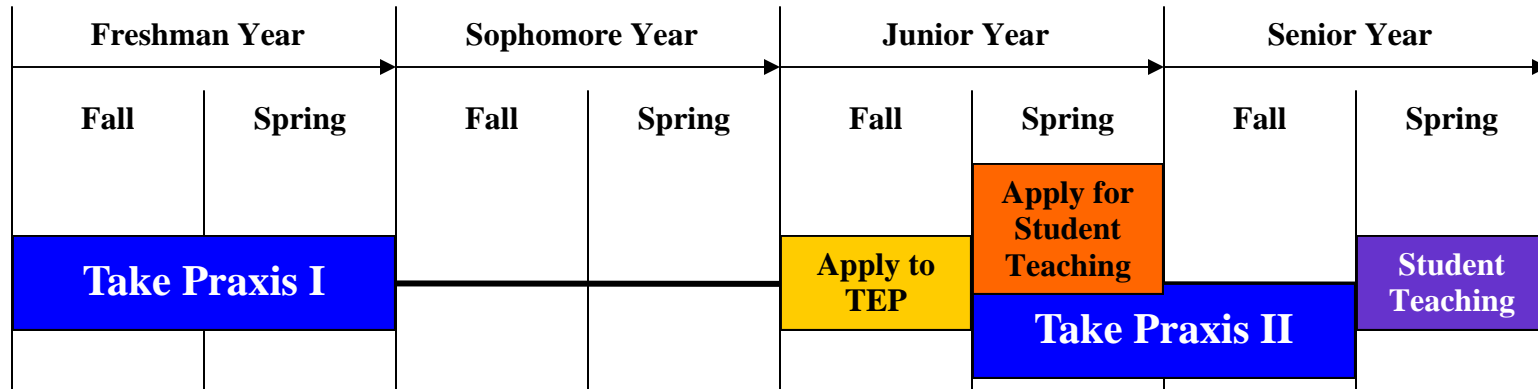 Freshman Year
Sophomore Year
Junior Year
Senior Year
Fall
Spring
Fall
Spring
Fall
Spring
Fall
Spring
Take Praxis I
Apply to
TEP
Apply for
Student
Teaching
Take Praxis II
Student
Teaching